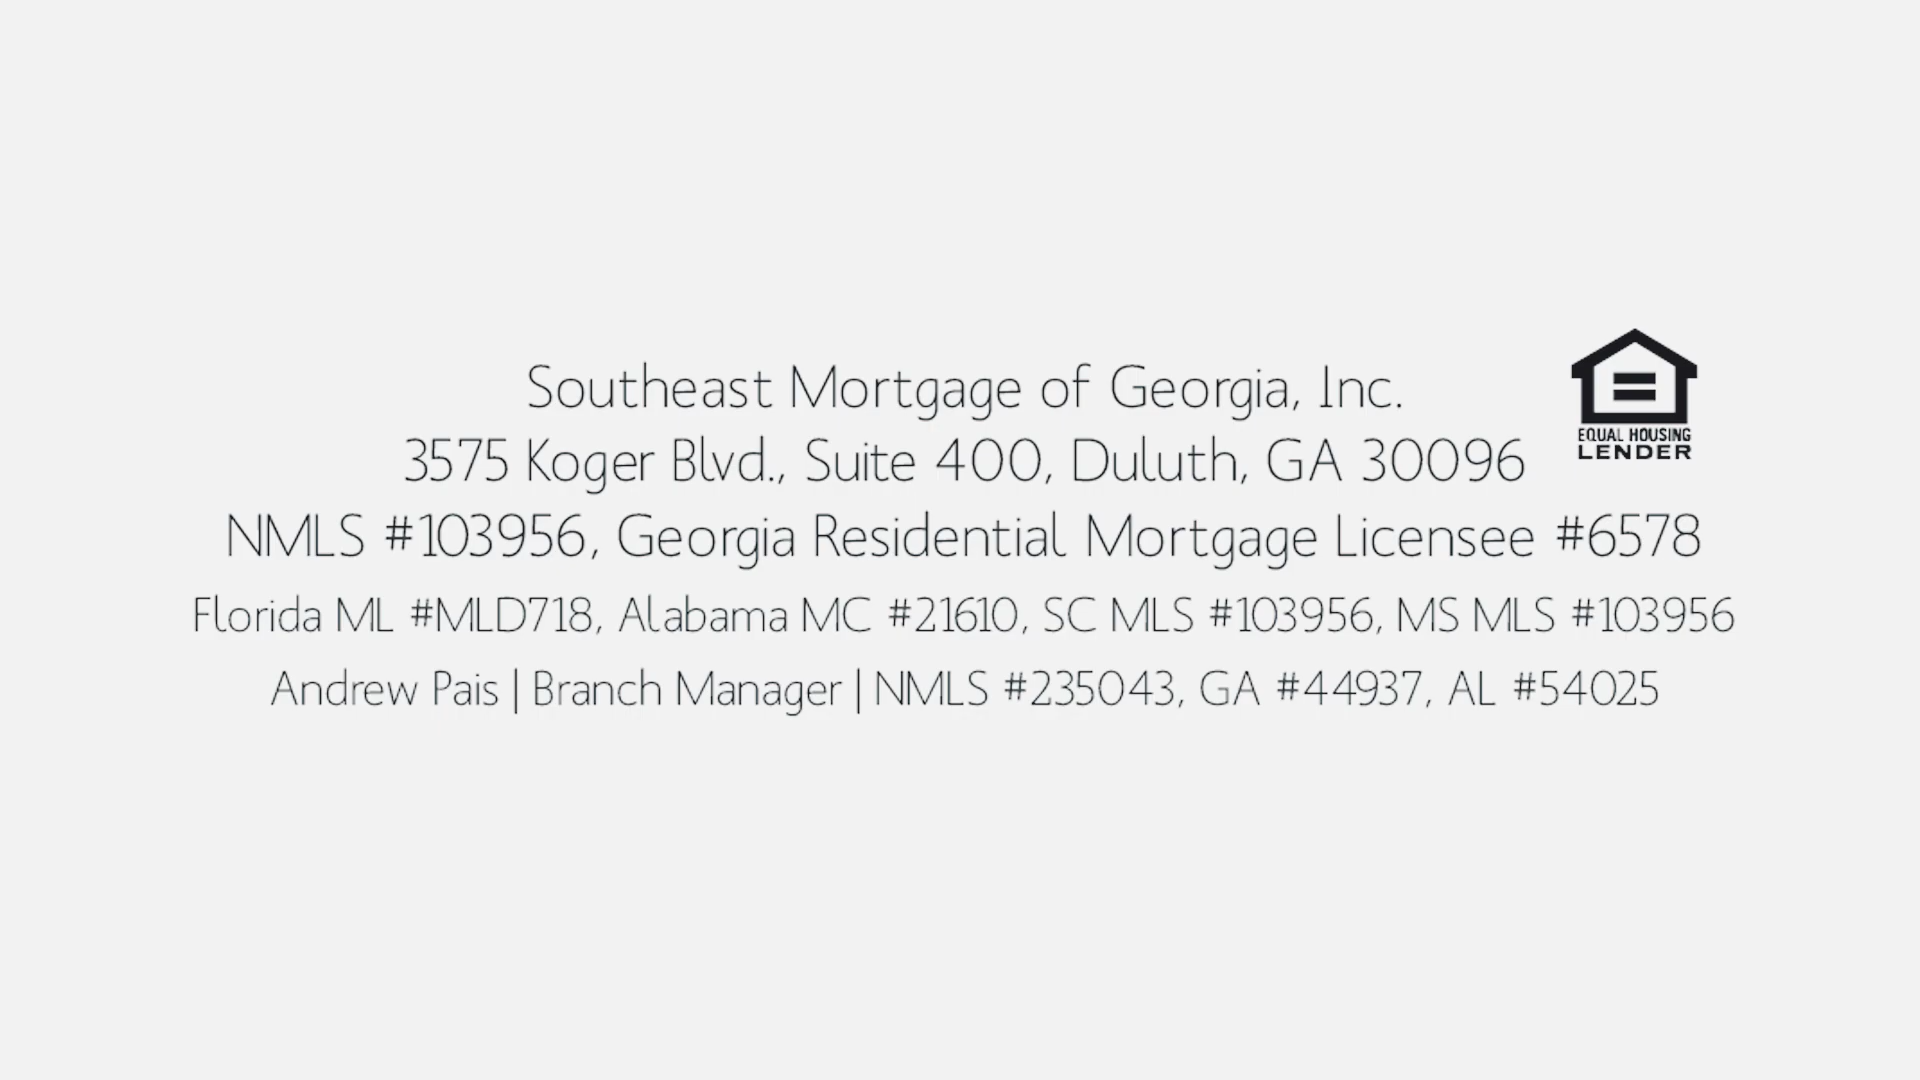 Southeast Mortgage of Georgia, Inc.
3575 Koger Blvd., Suite 400, Duluth, GA 30096
EQUAL HOUSING
LENDER
NMLS #103956, Georgia Residential Mortgage Licensee #6578
Florida ML #MLD718, Alabama MC #21610, SC MLS #103956, MS MLS #103956
Andrew Pais | Branch Manager | NMLS #235043, GA #44937, AL #54025